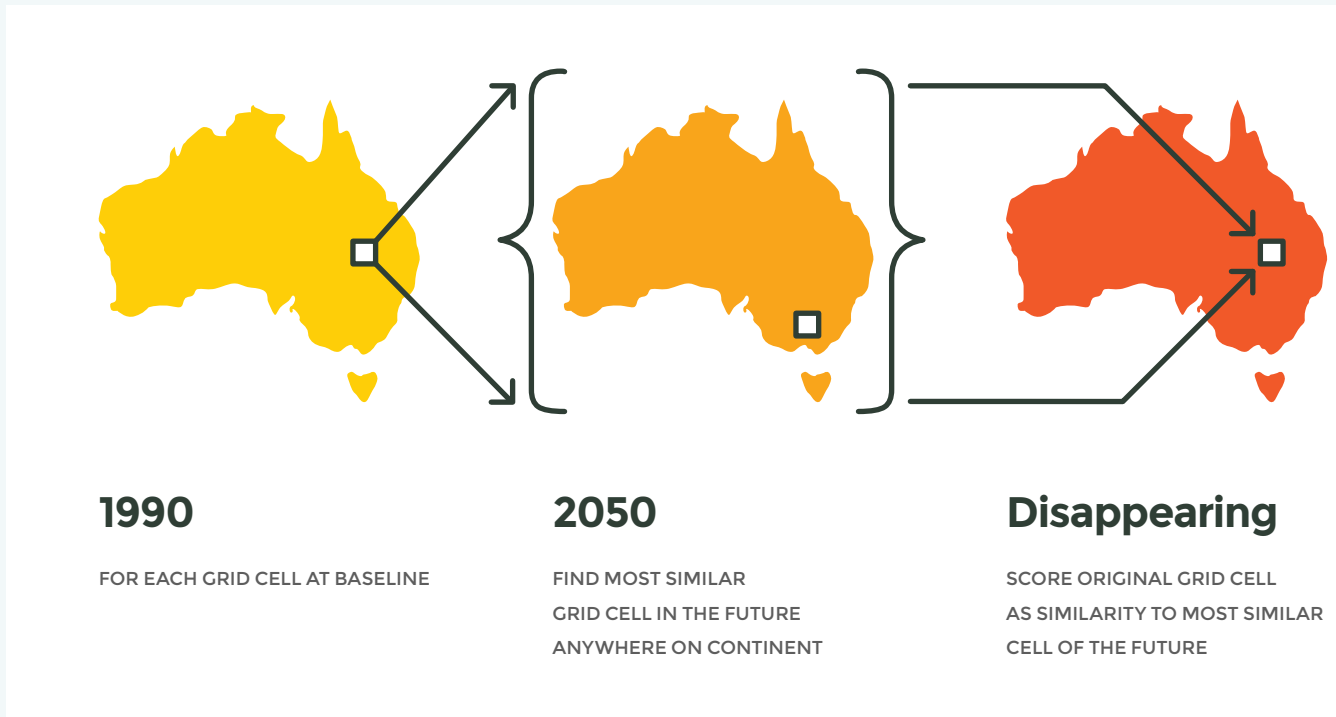 1990
FOR EACH GRID CELL AT BASELINE
2050
FIND MOST SIMILAR
GRID CELL IN THE FUTURE
ANYWHERE ON CONTINENT
Disappearing
SCORE ORIGINAL GRID CELL
AS SIMILARITY TO MOST SIMILAR
CELL OF THE FUTURE